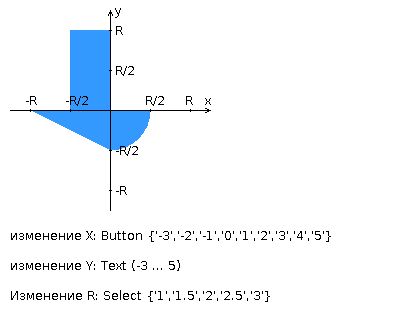 y
R
R/2
-R -R/2 R/2 R x
-R/2
-R
изменение X: Button {'-3','-2','-1','0','1','2','3','4','5'}
изменение Y: Text (-3 ... 5)
Изменение R: Select {'1','1.5','2','2.5','3'}